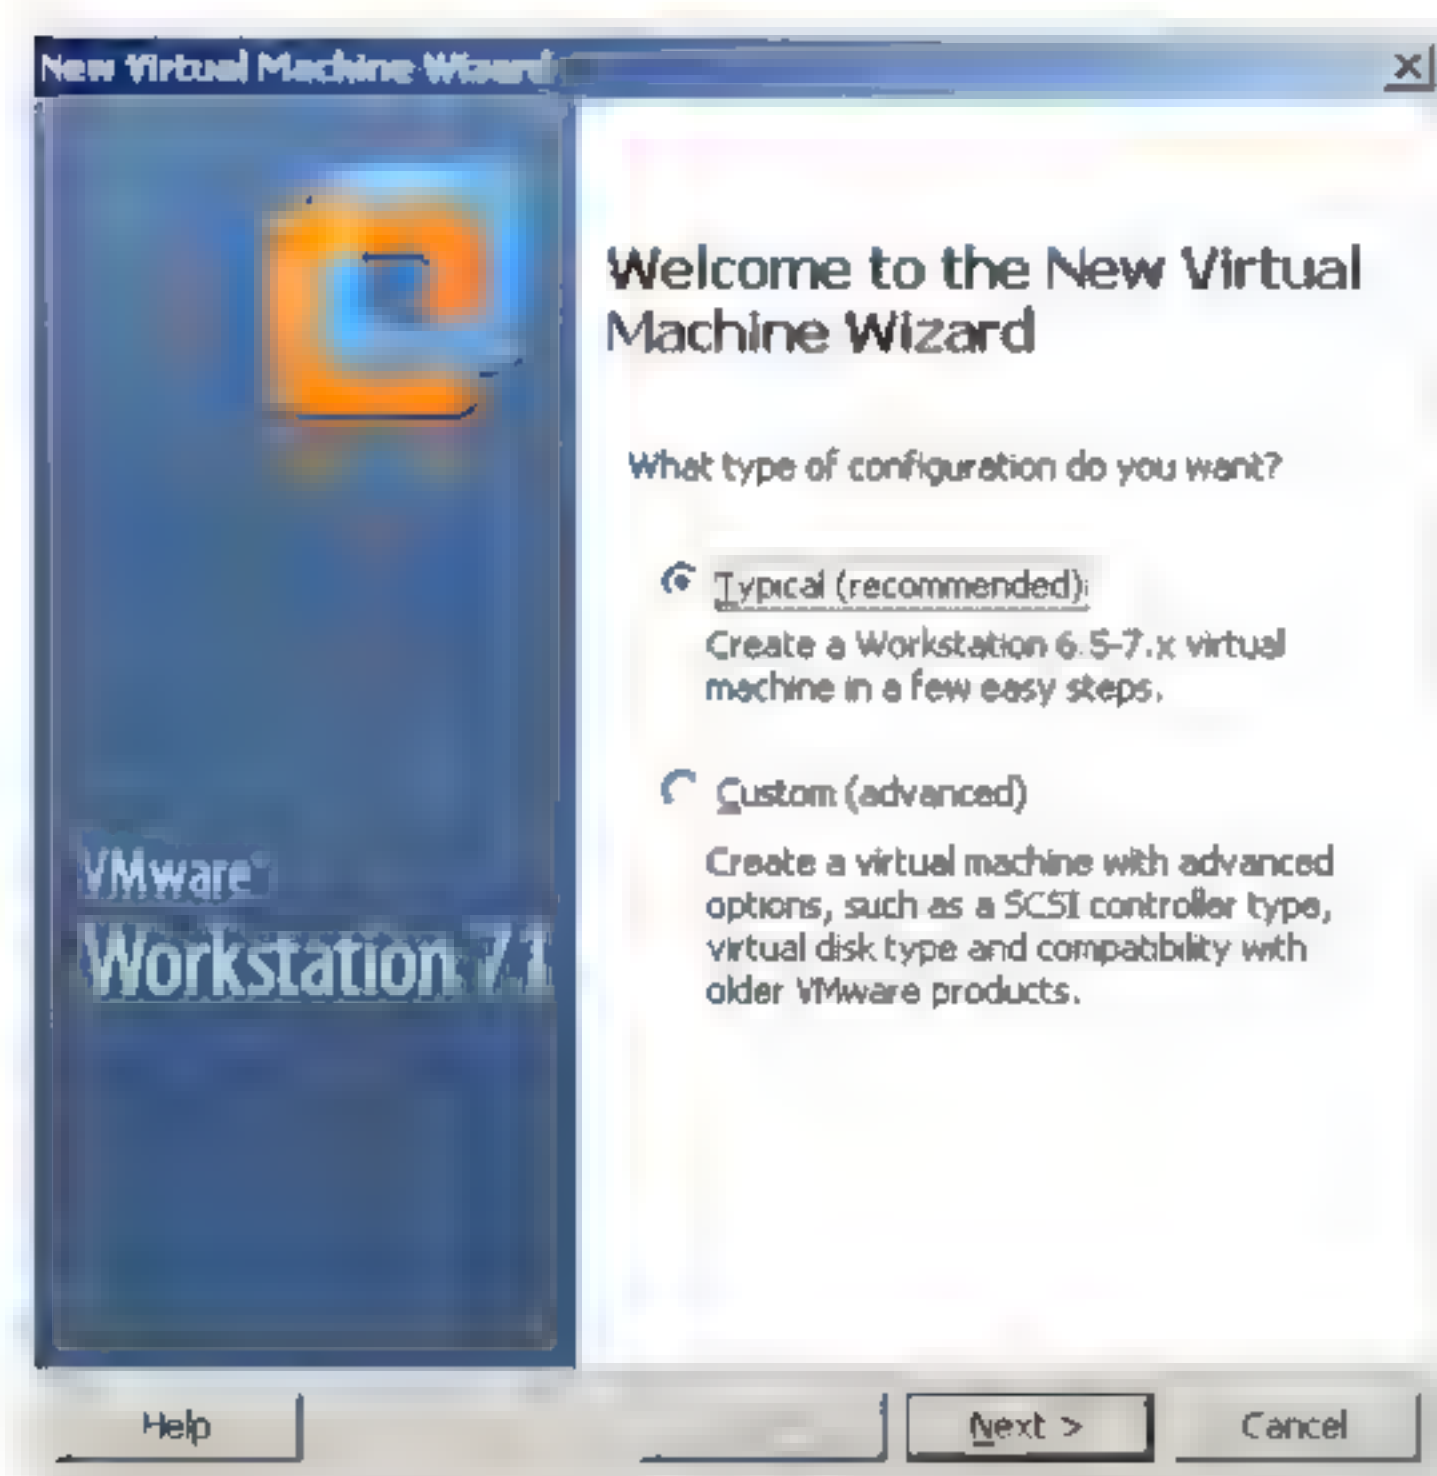 New Virtual Machine Wizard
Welcome to the New Virtual
Machine Wizard
What type of configuration do you want?
Typical (recommended)
Create a Workstation 6.5-7.x virtual
machine in a few easy steps.
Custom (advanced)
Create a virtual machine with advanced
options, such as a SCSI controller type,
virtual disk type and compatibility with
older VMware products.
VMware®
Workstation 7.1
Help
Next >
Cancel